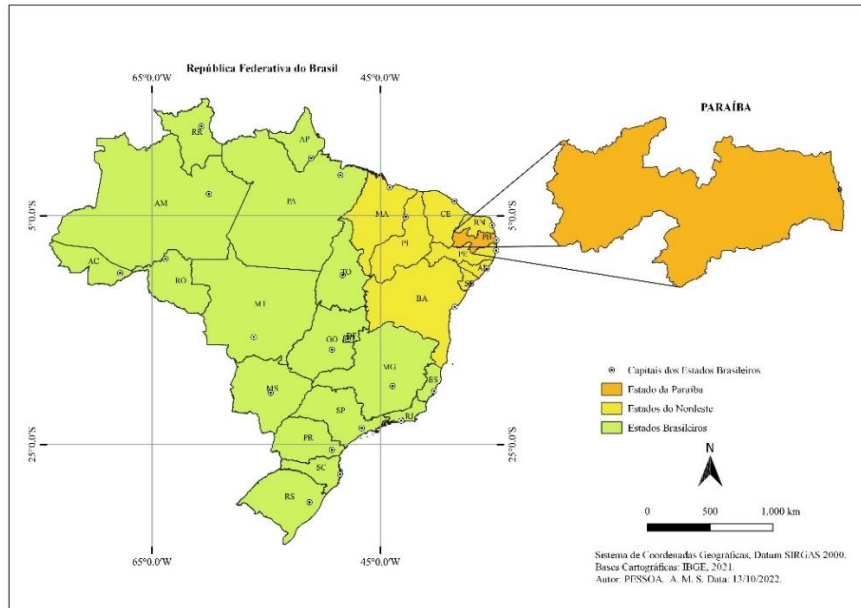 República Federativa do Brasil
65°0.0'W
45°0.0'W
PARAÍBA
RR
AP
AM
PA
MA
CE
RN
5°0.0'S
5°0.0'S
PB
PI
PE
AL
SE
AC
TO
RO
BA
MT
DF
GO
MG
ES
MS
SP
RJ
PR
SC
RS
25°0.0'S
25°0.0'S
Capitais dos Estados Brasileiros
Estado da Paraíba
Estados do Nordeste
Estados Brasileiros
N
0 500 1.000 km
65°0.0'W
45°0.0'W
Sistema de Coordenadas Geográficas, Datum SIRGAS 2000.
Bases Cartográficas: IBGE, 2021
Autor: PESSOA, A. M. S. Data: 13/10/2022.